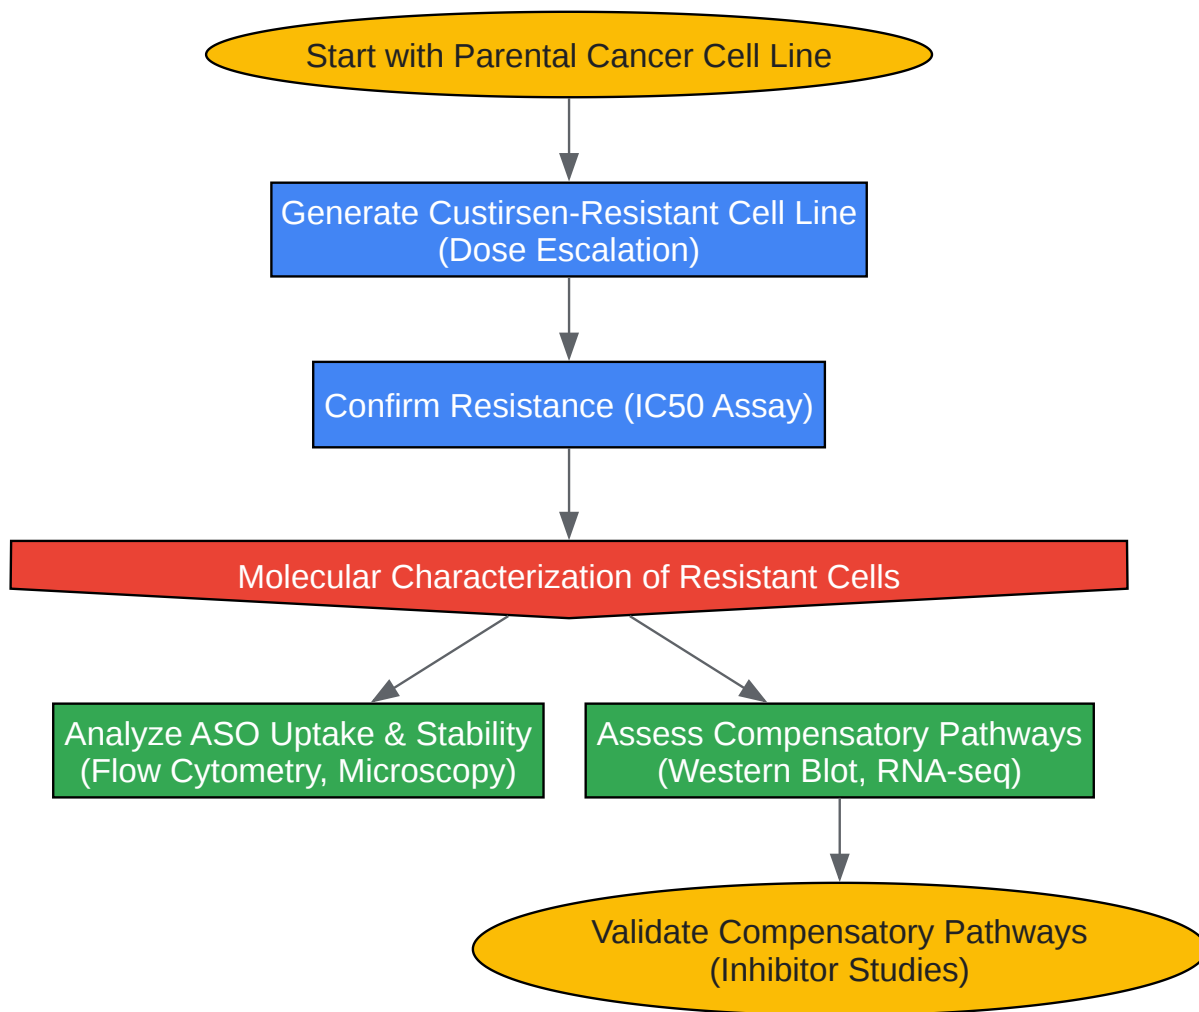 Start with Parental Cancer Cell Line
Generate Custirsen-Resistant Cell Line
(Dose Escalation)
Confirm Resistance (IC50 Assay)
Molecular Characterization of Resistant Cells
Analyze ASO Uptake & Stability
(Flow Cytometry, Microscopy)
Assess Compensatory Pathways
(Western Blot, RNA-seq)
Validate Compensatory Pathways
(Inhibitor Studies)